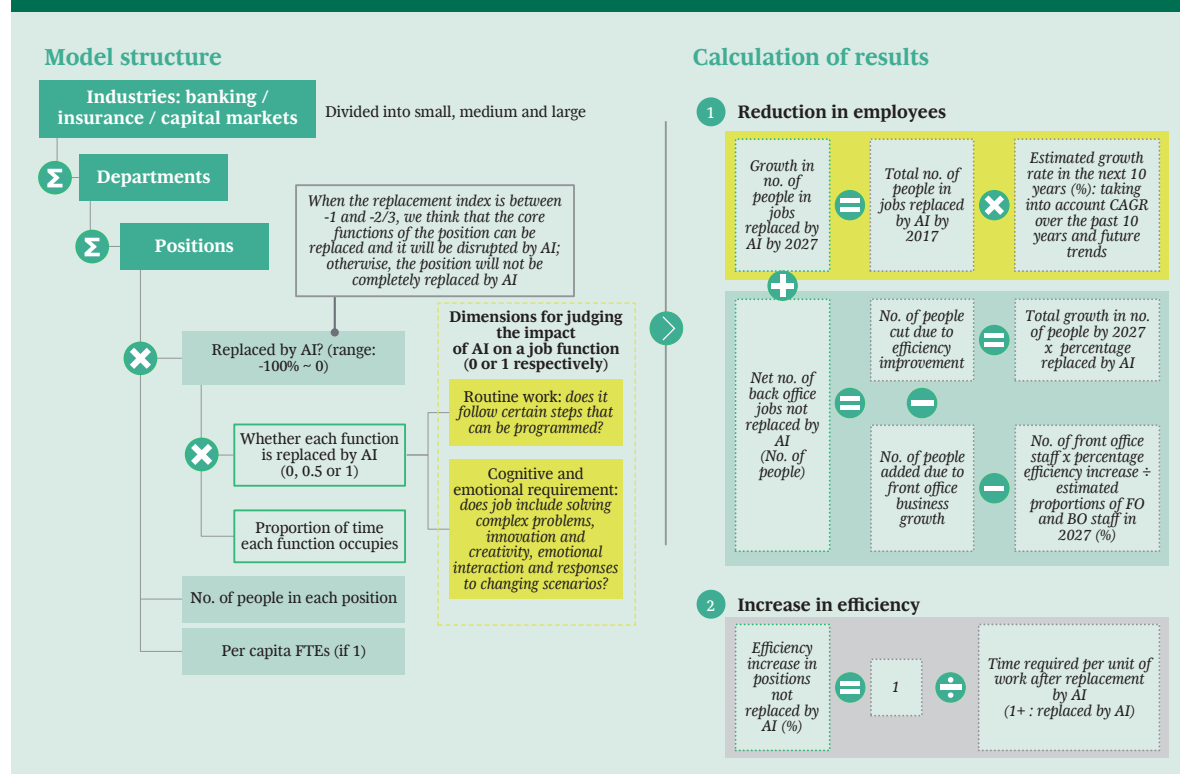 Model structure
Industries: banking /
insurance / capital markets
Divided into small, medium and large
Σ
Departments
Σ
Positions
When the replacement index is between
-1 and -2/3, we think that the core
functions of the position can be
replaced and it will be disrupted by AI;
otherwise, the position will not be
completely replaced by AI
Replaced by AI? (range:
-100% ~ 0)
Whether each function
is replaced by AI
(0, 0.5 or 1)
Proportion of time
each function occupies
No. of people in each position
Per capita FTEs (if 1)
Dimensions for judging
the impact
of AI on a job function
(0 or 1 respectively)
Routine work: does it
follow certain steps that
can be programmed?
Cognitive and
emotional requirement:
does job include solving
complex problems,
innovation and
creativity, emotional
interaction and responses
to changing scenarios?
Calculation of results
1 Reduction in employees
Growth in
no. of
people in
jobs
replaced
by AI by 2027
=
Total no. of
people in
jobs replaced
by AI by
2017
×
Estimated growth
rate in the next 10
years (%): taking
into account CAGR
over the past 10
years and future
trends
+
Net no. of
back office
jobs not
replaced by
AI
(No. of
people)
=
No. of people
cut due to
efficiency
improvement
=
Total growth in no.
of people by 2027
x percentage
replaced by AI
−
No. of people
added due to
front office
business
growth
−
No. of front office
staff x percentage
efficiency increase ÷
estimated
proportions of FO
and BO staff in
2027 (%)
2 Increase in efficiency
Efficiency
increase in
positions
not
replaced by
AI (%)
=
1
÷
Time required per unit of
work after replacement
by AI
(1+ : replaced by AI)